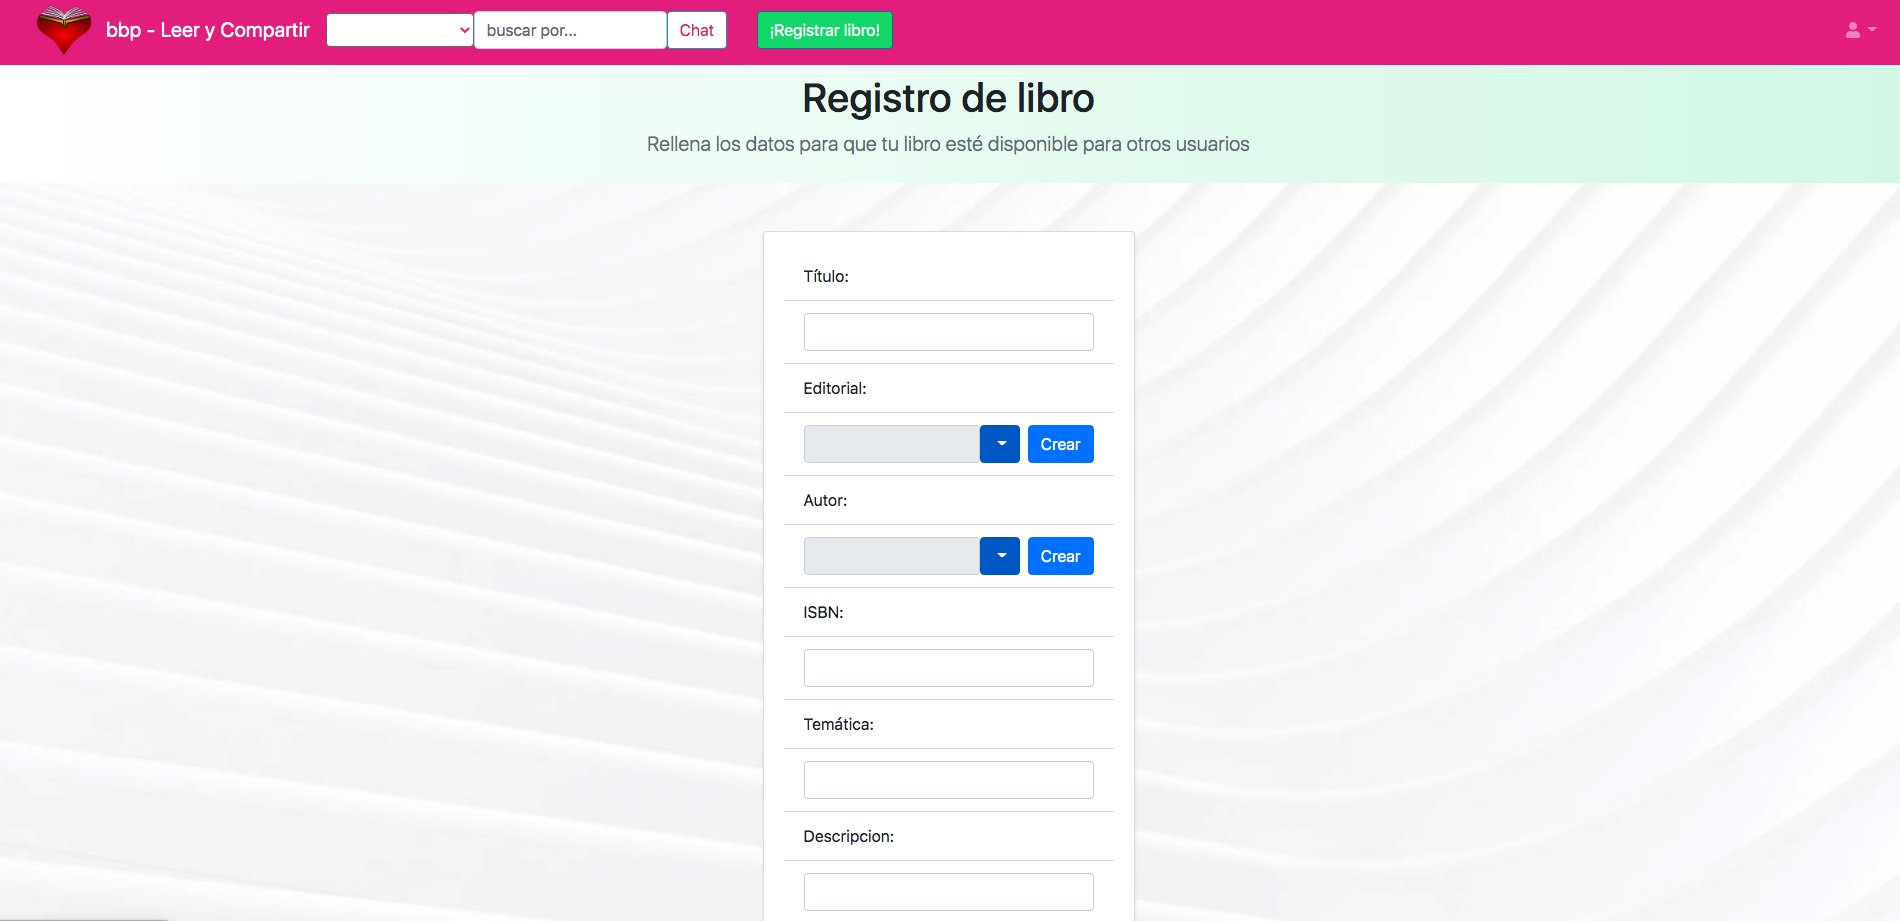 bbp - Leer y Compartir
buscar por...
Chat
¡Registrar libro!
Registro de libro
Rellena los datos para que tu libro esté disponible para otros usuarios
Título:
Editorial:
Crear
Autor:
Crear
ISBN:
Temática:
Descripcion: